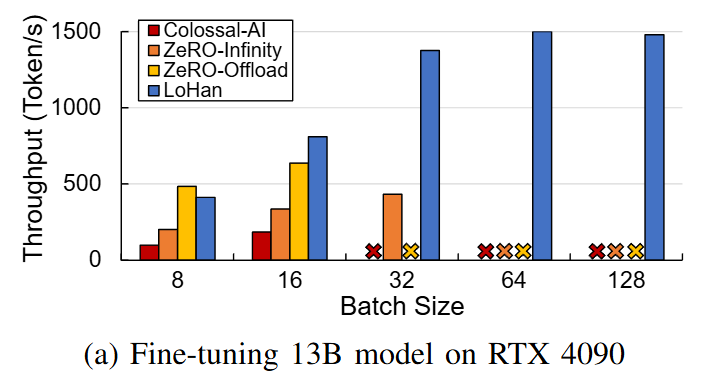 Throughput (Token/s)
1500
1000
500
0
Colossal-AI
ZeRO-Infinity
ZeRO-Offload
LoHan
8 16 32 64 128
Batch Size
(a) Fine-tuning 13B model on RTX 4090